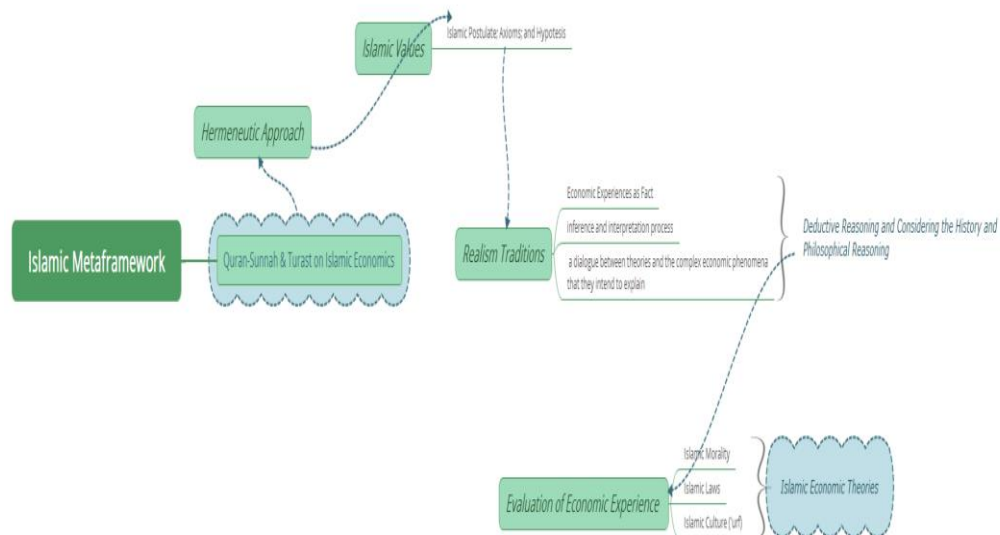 Islamic Metaframework
Quran-Sunnah & Turast on Islamic Economics
Hermeneutic Approach
Islamic Values
Islamic Postulate; Axioms; and Hypotesis
Realism Traditions
Economic Experiences as Fact
Inference and interpretation process
a dialogue between theories and the complex economic phenomena
that they intend to explain
Deductive Reasoning and Considering the History and
Philosophical Reasoning
Evaluation of Economic Experience
Islamic Morality
Islamic Laws
Islamic Culture ('urf)
Islamic Economic Theories